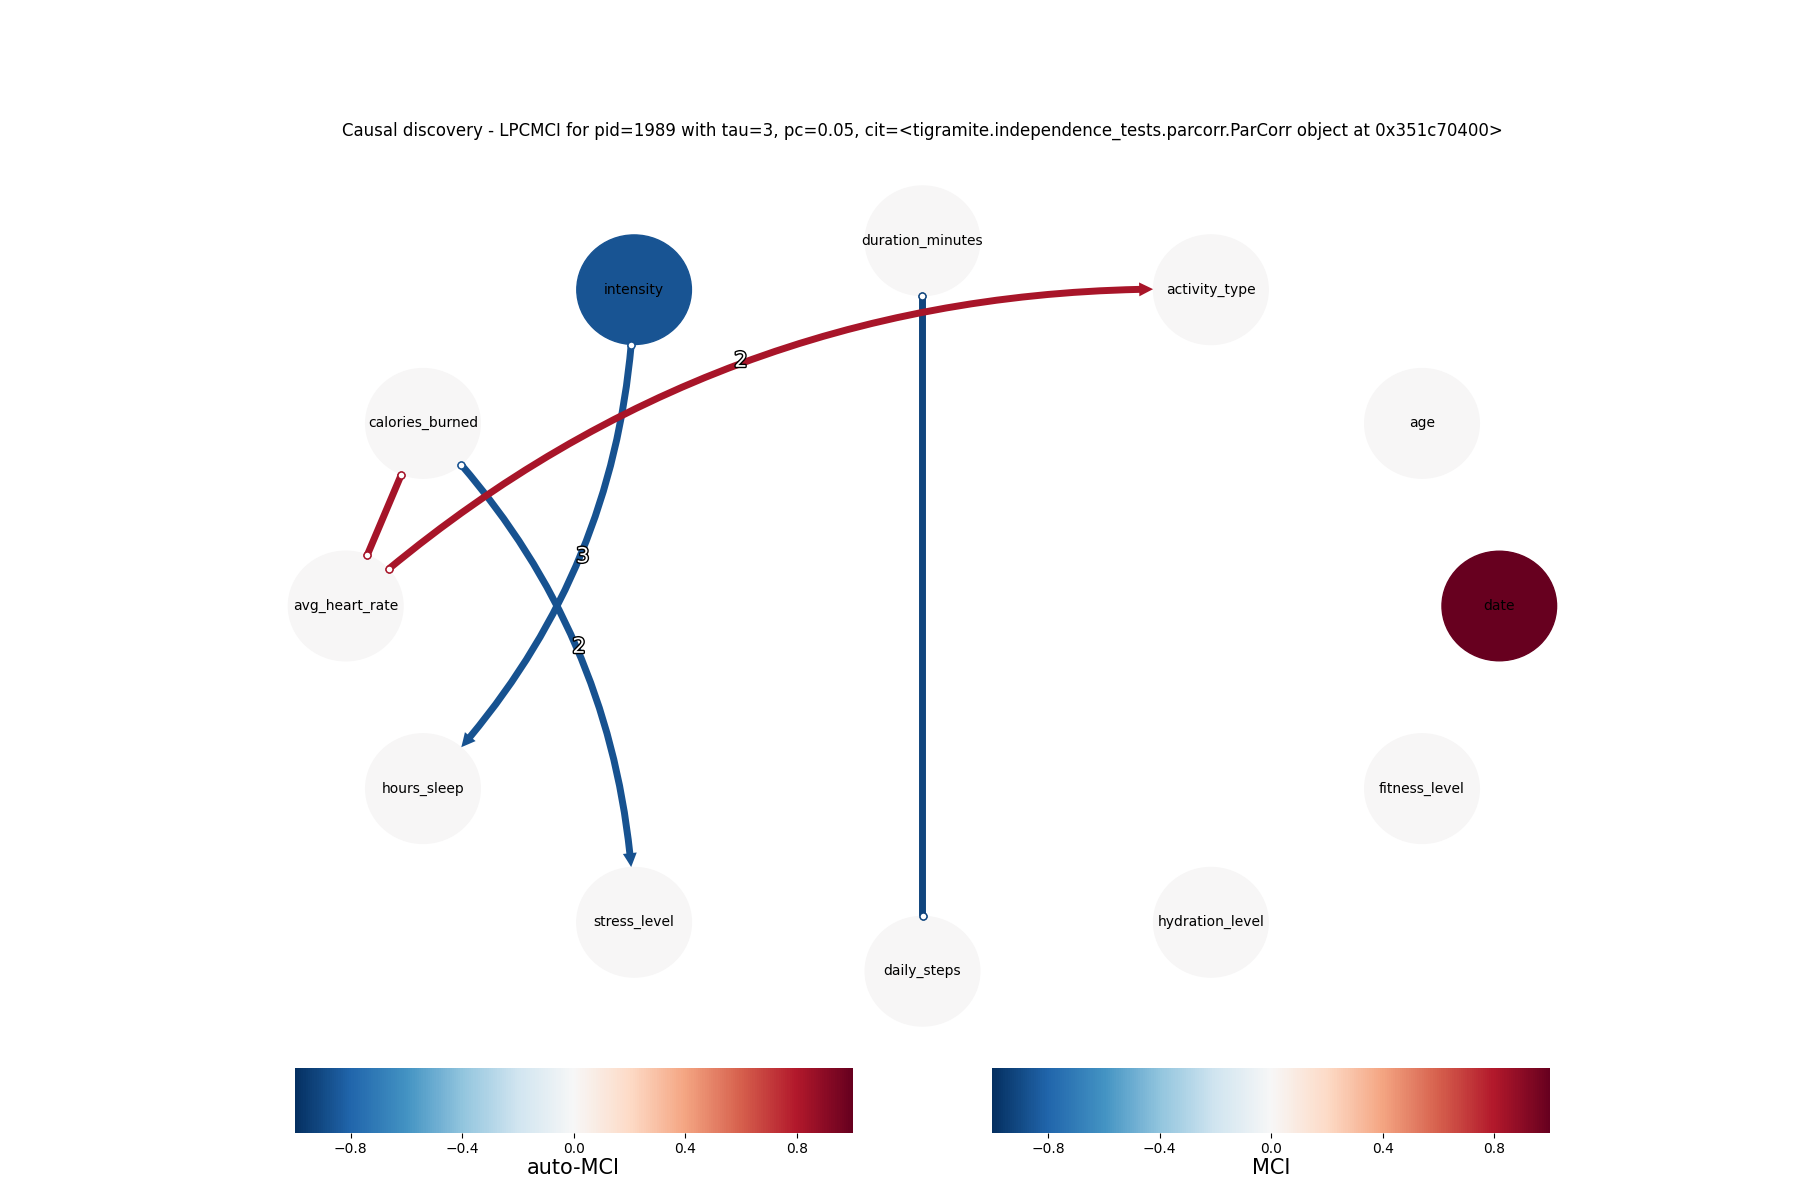 Causal discovery - LPCMCI for pid=1989 with tau=3, pc=0.05, cit=<tigramite.independence_tests.parcorr.ParCorr object at 0x351c70400>
duration_minutes
intensity
activity_type
2
calories_burned
age
3
avg_heart_rate
date
2
hours_sleep
fitness_level
stress_level
hydration_level
daily_steps
−0.8 −0.4 0.0 0.4 0.8
auto-MCI
−0.8 −0.4 0.0 0.4 0.8
MCI